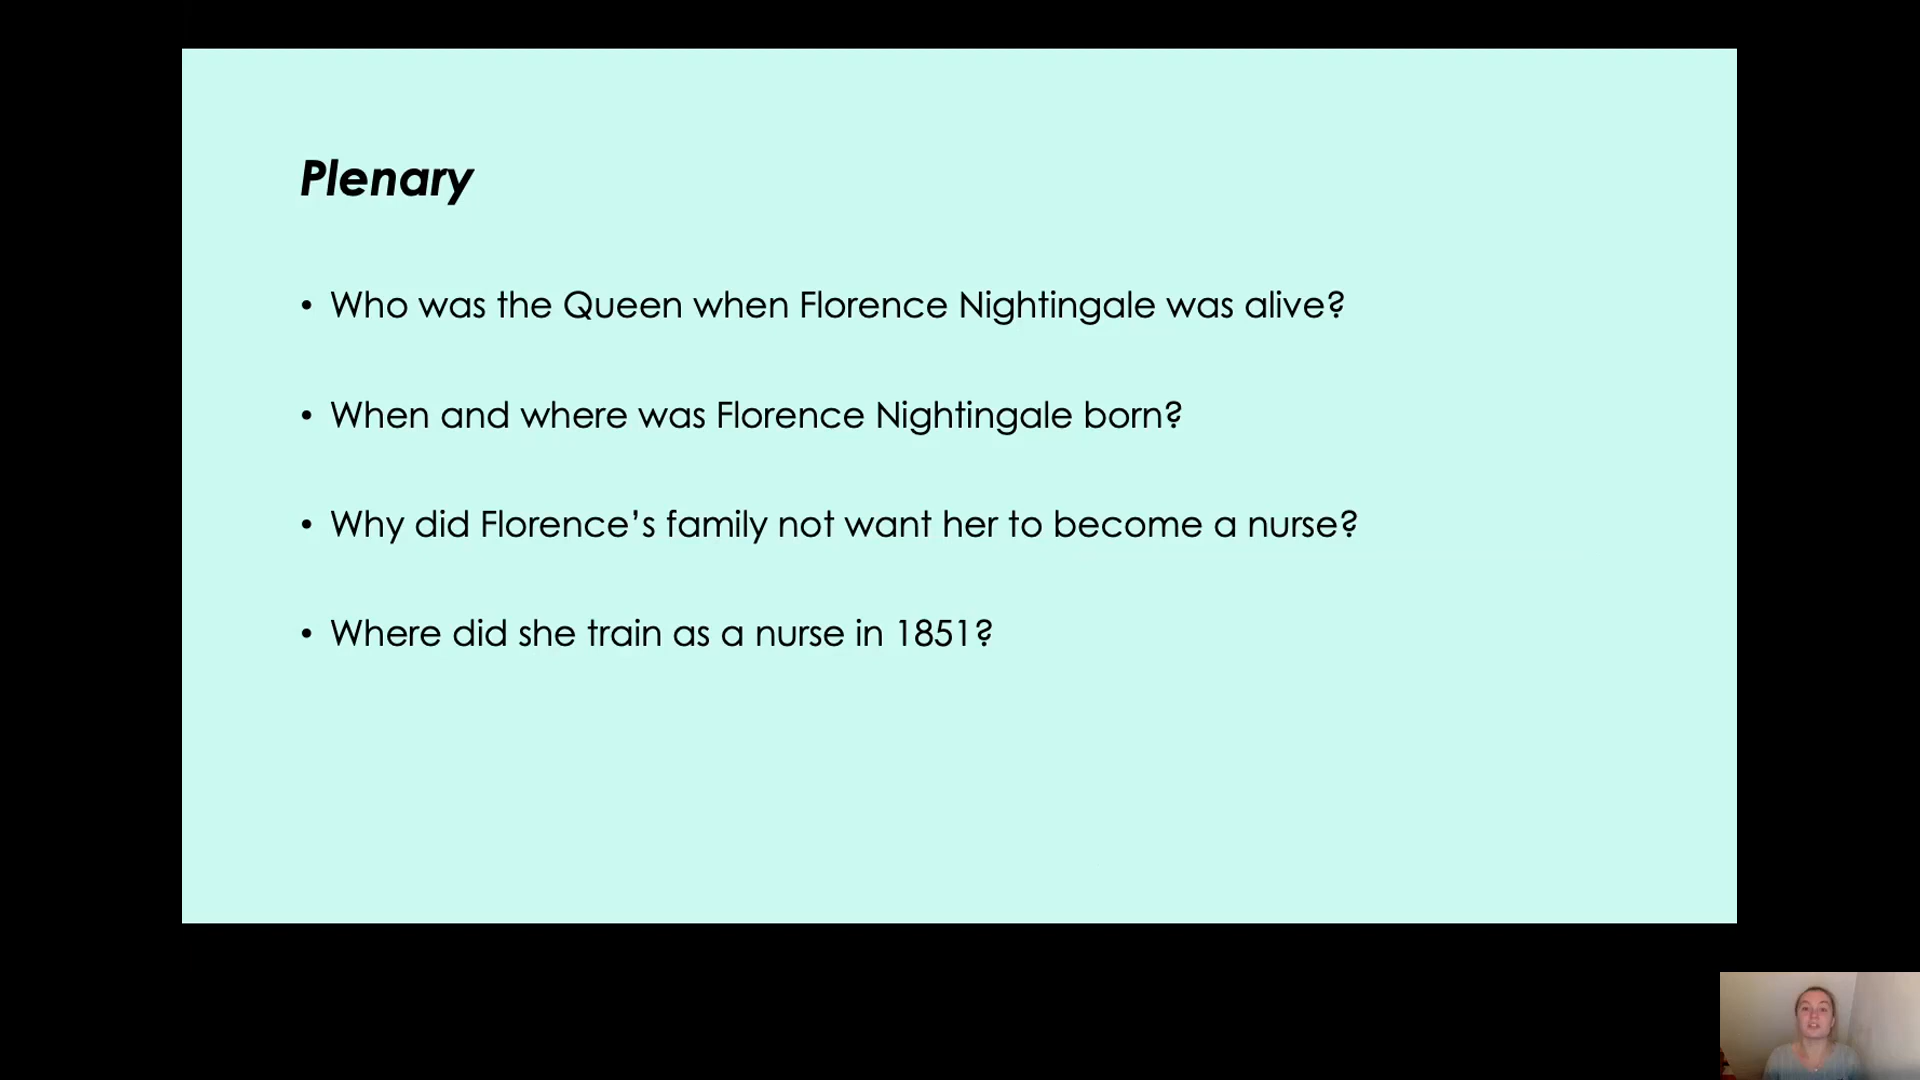 Plenary
• Who was the Queen when Florence Nightingale was alive?
• When and where was Florence Nightingale born?
• Why did Florence’s family not want her to become a nurse?
• Where did she train as a nurse in 1851?